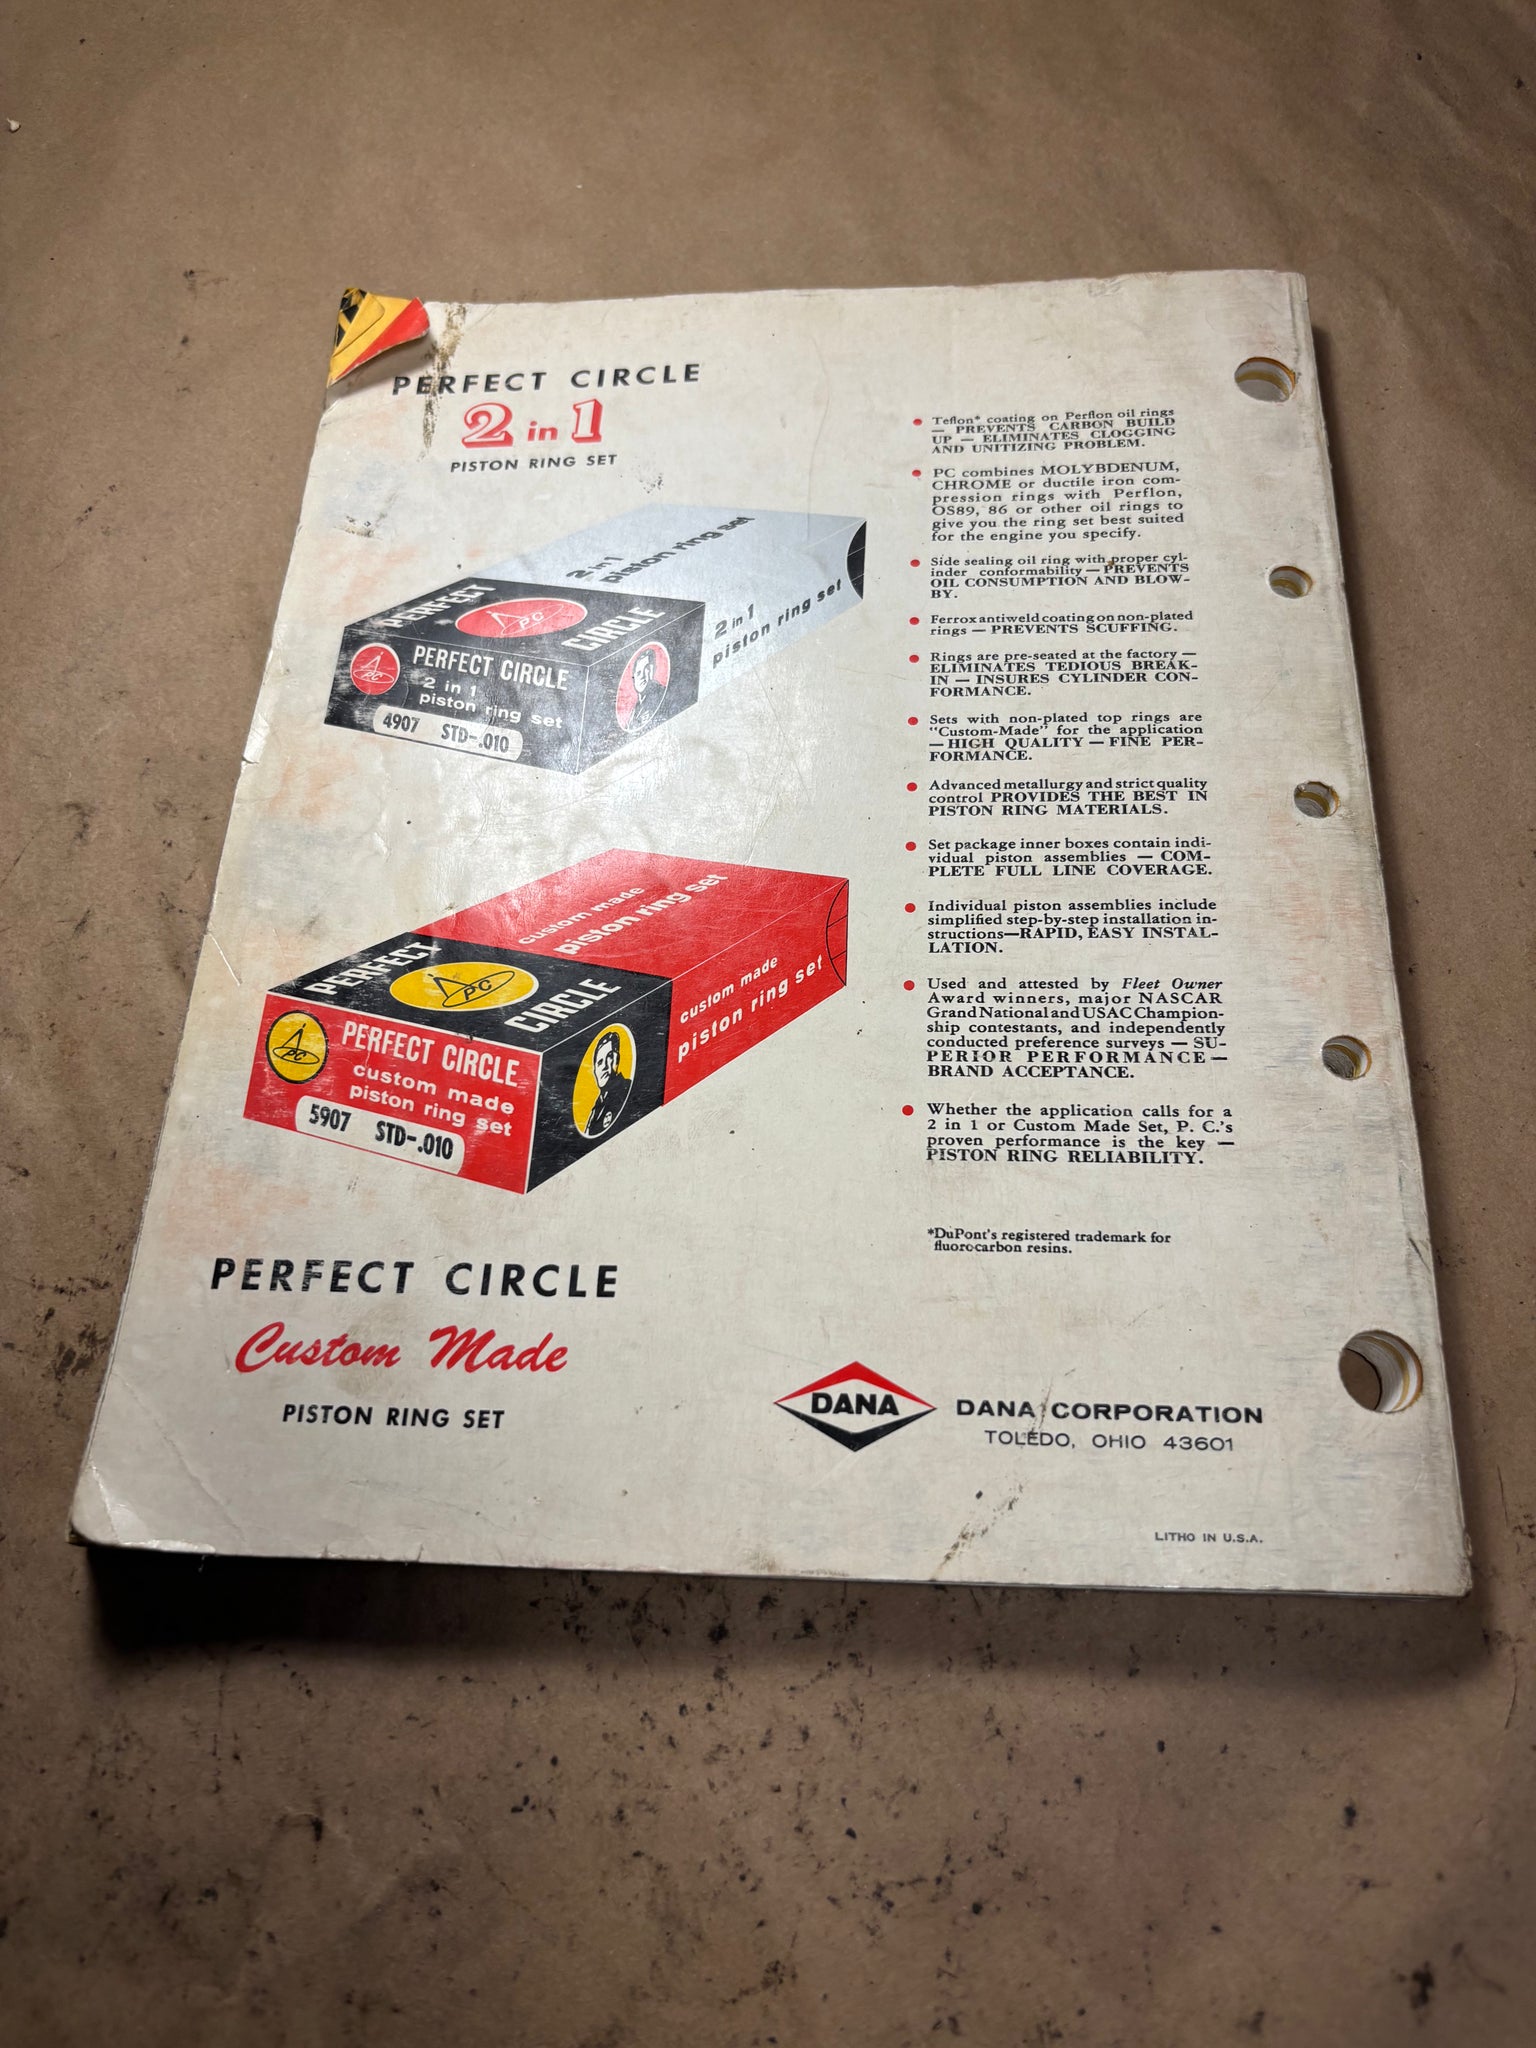 PERFECT CIRCLE
2 in 1
PISTON RING SET
2 in 1
piston ring set
PERFECT
PC
CIRCLE
2 in 1
piston ring set
PC
PERFECT CIRCLE
2 in 1
piston ring set
4907 STD-.010
custom made
piston ring set
PERFECT
PC
CIRCLE
custom made
piston ring set
PC
PERFECT CIRCLE
custom made
piston ring set
5907 STD-.010
PERFECT CIRCLE
Custom Made
PISTON RING SET
• Teflon* coating on Perflon oil rings
— PREVENTS CARBON BUILD
UP — ELIMINATES CLOGGING
AND UNITIZING PROBLEM.
• PC combines MOLYBDENUM,
CHROME or ductile iron com-
pression rings with Perflon,
OS89, 86 or other oil rings to
give you the ring set best suited
for the engine you specify.
• Side sealing oil ring with proper cyl-
inder conformability — PREVENTS
OIL CONSUMPTION AND BLOW-
BY.
• Ferrox antiweld coating on non-plated
rings — PREVENTS SCUFFING.
• Rings are pre-seated at the factory —
ELIMINATES TEDIOUS BREAK-
IN — INSURES CYLINDER CON-
FORMANCE.
• Sets with non-plated top rings are
"Custom-Made" for the application
— HIGH QUALITY — FINE PER-
FORMANCE.
• Advanced metallurgy and strict quality
control PROVIDES THE BEST IN
PISTON RING MATERIALS.
• Set package inner boxes contain indi-
vidual piston assemblies — COM-
PLETE FULL LINE COVERAGE.
• Individual piston assemblies include
simplified step-by-step installation in-
structions—RAPID, EASY INSTAL-
LATION.
• Used and attested by Fleet Owner
Award winners, major NASCAR
Grand National and USAC Champion-
ship contestants, and independently
conducted preference surveys — SU-
PERIOR PERFORMANCE —
BRAND ACCEPTANCE.
• Whether the application calls for a
2 in 1 or Custom Made Set, P. C.'s
proven performance is the key —
PISTON RING RELIABILITY.
*DuPont's registered trademark for
fluorocarbon resins.
DANA
DANA CORPORATION
TOLEDO, OHIO 43601
LITHO IN U.S.A.